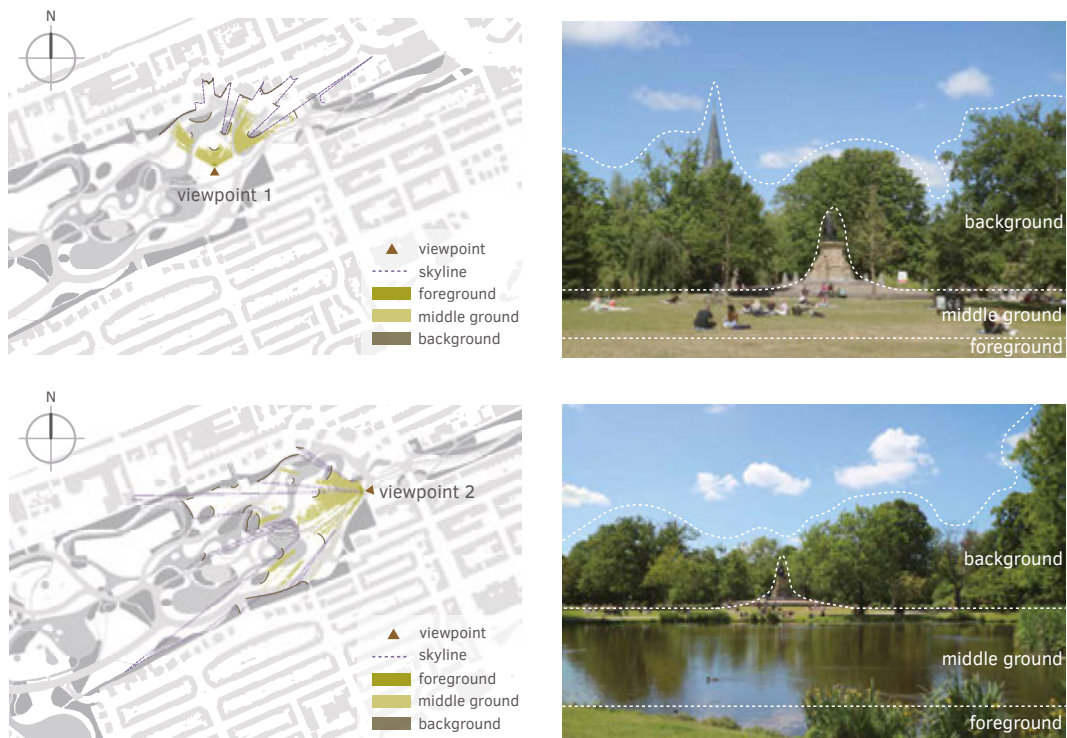 N
viewpoint 1
viewpoint
skyline
foreground
middle ground
background
background
middle ground
foreground
N
viewpoint 2
viewpoint
skyline
foreground
middle ground
background
background
middle ground
foreground